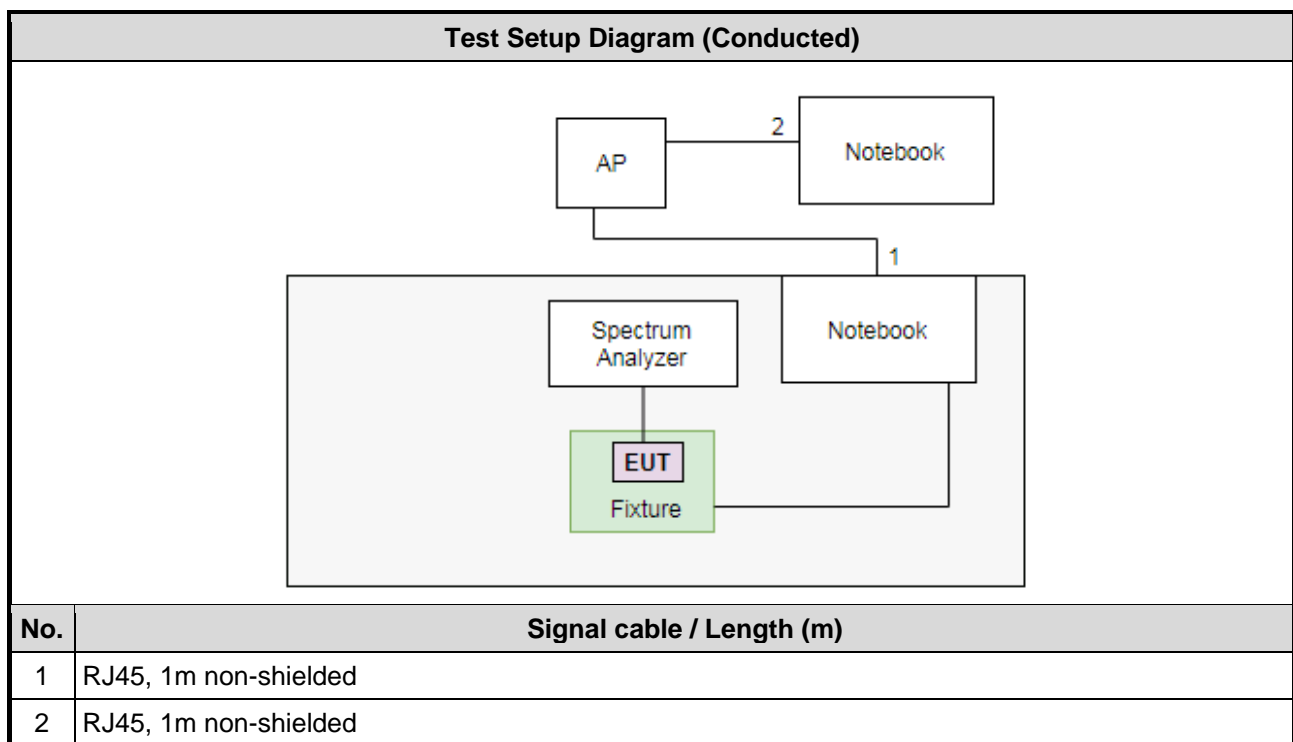 Test Setup Diagram (Conducted)
AP
2
Notebook
1
Spectrum
Analyzer
Notebook
EUT
Fixture
No. Signal cable / Length (m)
1 RJ45, 1m non-shielded
2 RJ45, 1m non-shielded